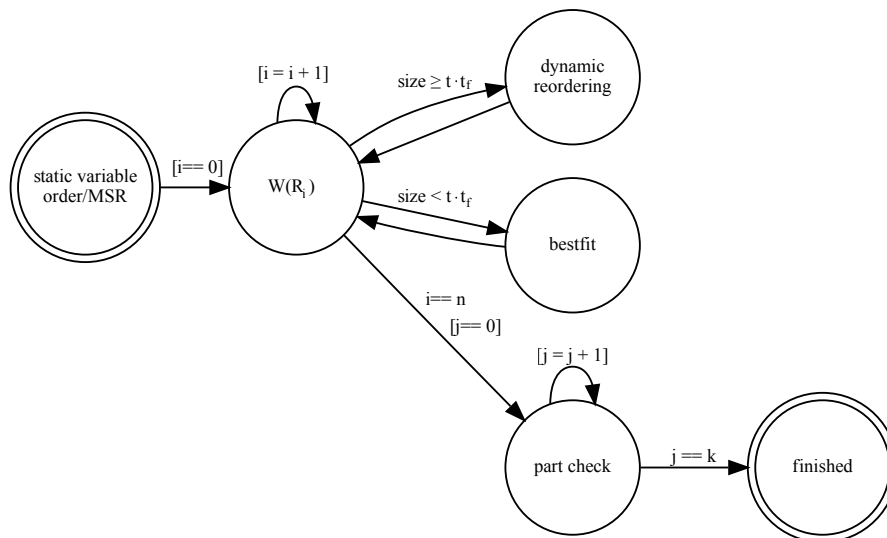 [i = i + 1]
size ≥ t · t_f
dynamic
reordering
static variable
order/MSR
[i== 0]
W(R_i )
size < t · t_f
bestfit
i== n
[j== 0]
[j = j + 1]
part check
j == k
finished